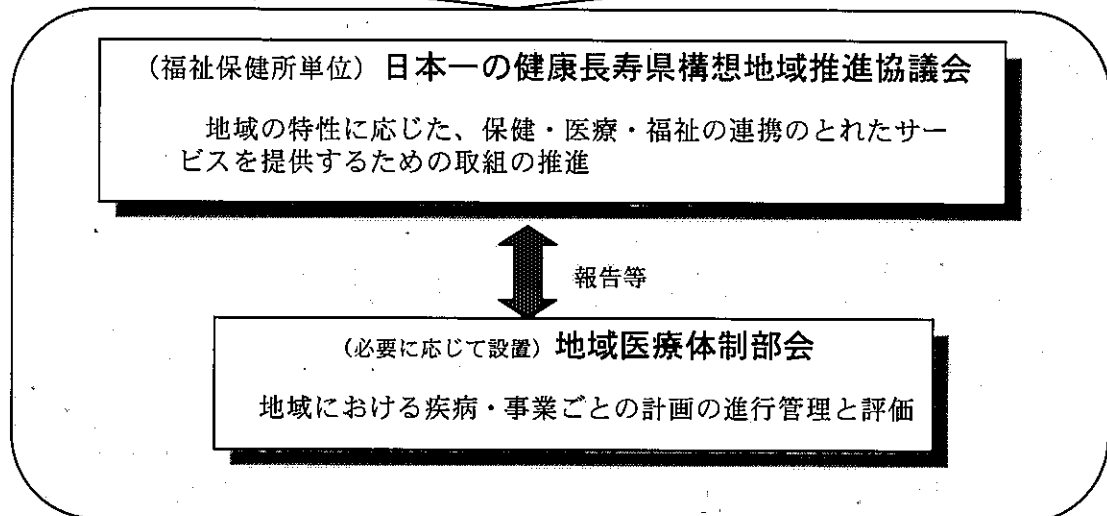 (福祉保健所単位) 日本一の健康長寿県構想地域推進協議会
地域の特性に応じた、保健・医療・福祉の連携のとれたサー
ビスを提供するための取組の推進
報告等
(必要に応じて設置) 地域医療体制部会
地域における疾病・事業ごとの計画の進行管理と評価